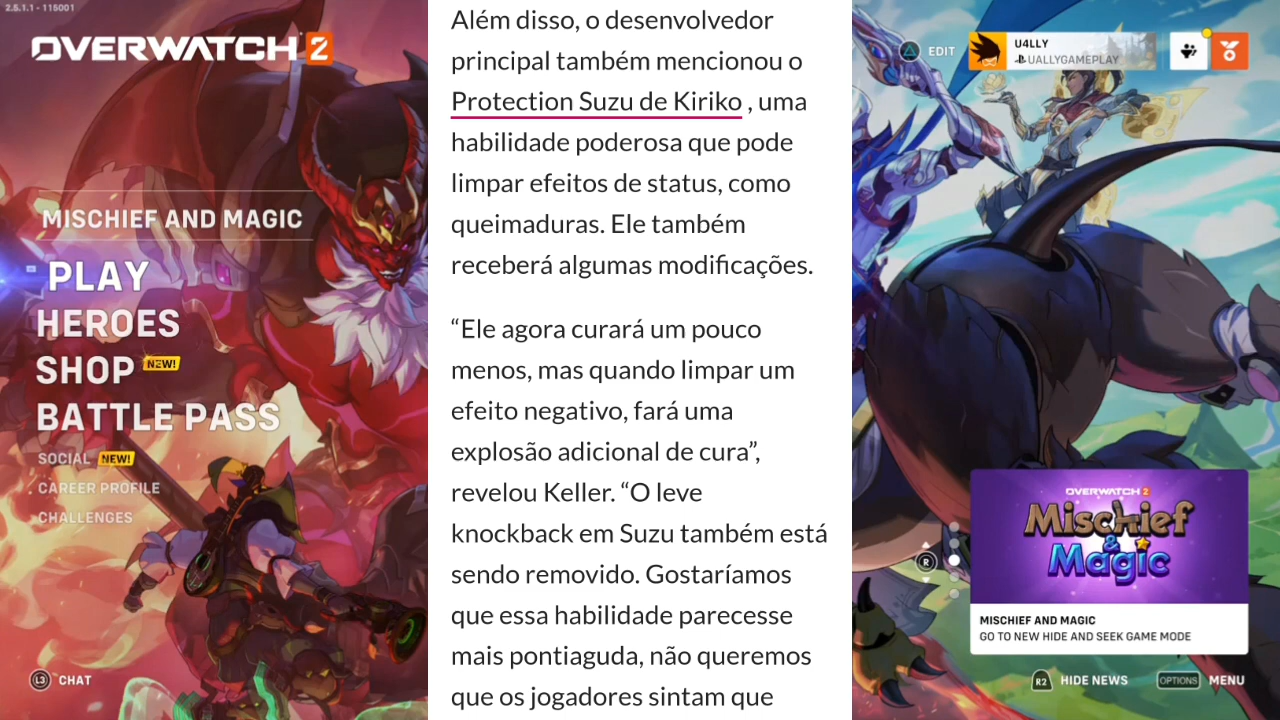 2.5.1.1 - 115001
OVERWATCH 2
MISCHIEF AND MAGIC
PLAY
HEROES
SHOP NEW!
BATTLE PASS
SOCIAL NEW!
CAREER PROFILE
CHALLENGES
L3 CHAT
Além disso, o desenvolvedor
principal também mencionou o
Protection Suzu de Kiriko , uma
habilidade poderosa que pode
limpar efeitos de status, como
queimaduras. Ele também
receberá algumas modificações.
“Ele agora curará um pouco
menos, mas quando limpar um
efeito negativo, fará uma
explosão adicional de cura”,
revelou Keller. “O leve
knockback em Suzu também está
sendo removido. Gostaríamos
que essa habilidade parecesse
mais pontiaguda, não queremos
que os jogadores sintam que
EDIT
U4LLY
UALLYGAMEPLAY
R
OVERWATCH 2
Mischief
& Magic
MISCHIEF AND MAGIC
GO TO NEW HIDE AND SEEK GAME MODE
R2 HIDE NEWS OPTIONS MENU